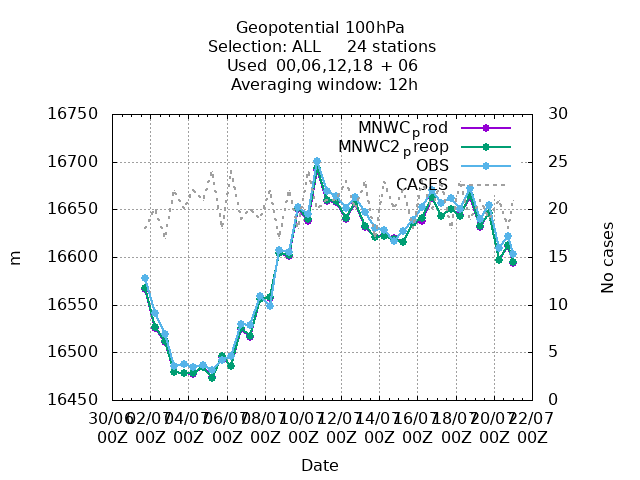 Geopotential 100hPa
Selection: ALL 24 stations
Used 00,06,12,18 + 06
Averaging window: 12h
16750
16700
16650
16600
16550
16500
16450
m
30
25
20
15
10
5
0
No cases
MNWCprod
MNWC2preop
OBS
CASES
30/06 02/07 04/07 06/07 08/07 10/07 12/07 14/07 16/07 18/07 20/07 22/07
00Z 00Z 00Z 00Z 00Z 00Z 00Z 00Z 00Z 00Z 00Z 00Z
Date